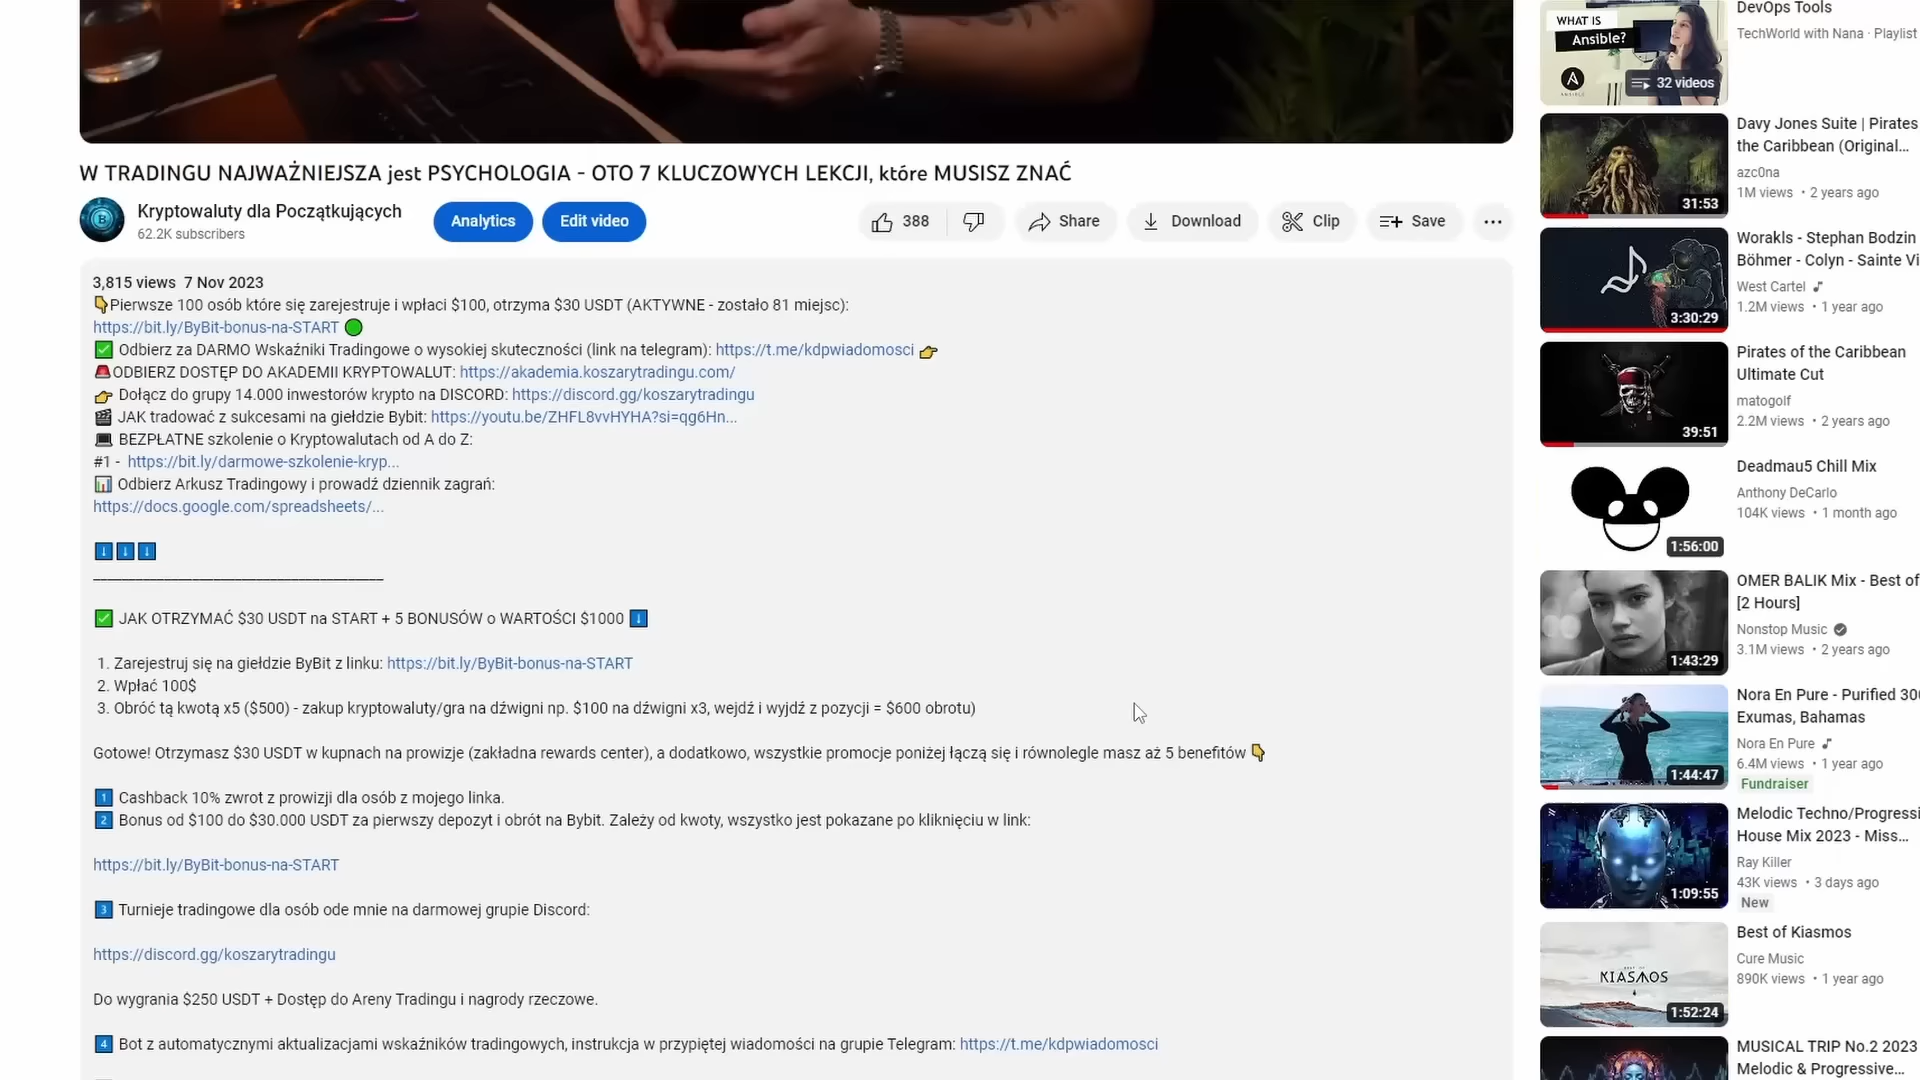 W TRADINGU NAJWAŻNIEJSZA jest PSYCHOLOGIA - OTO 7 KLUCZOWYCH LEKCJI, które MUSISZ ZNAĆ
Kryptowaluty dla Początkujących
62.2K subscribers
Analytics
Edit video
388
Share
Download
Clip
Save
3,815 views 7 Nov 2023
👇Pierwsze 100 osób które się zarejestruje i wpłaci $100, otrzyma $30 USDT (AKTYWNE - zostało 81 miejsc):
https://bit.ly/ByBit-bonus-na-START 🟢
✅ Odbierz za DARMO Wskaźniki Tradingowe o wysokiej skuteczności (link na telegram): https://t.me/kdpwiadomosci 👉
🚨ODBIERZ DOSTĘP DO AKADEMII KRYPTOWALUT: https://akademia.koszarytradingu.com/
👉 Dołącz do grupy 14.000 inwestorów krypto na DISCORD: https://discord.gg/koszarytradingu
🎬 JAK tradować z sukcesami na giełdzie Bybit: https://youtu.be/ZHFL8vvHYHA?si=qg6Hn...
💻 BEZPŁATNE szkolenie o Kryptowalutach od A do Z:
#1 - https://bit.ly/darmowe-szkolenie-kryp...
📊 Odbierz Arkusz Tradingowy i prowadź dziennik zagrań:
https://docs.google.com/spreadsheets/...
⬇️⬇️⬇️
_____________________________________
✅ JAK OTRZYMAĆ $30 USDT na START + 5 BONUSÓW o WARTOŚCI $1000 ⬇️
1. Zarejestruj się na giełdzie ByBit z linku: https://bit.ly/ByBit-bonus-na-START
2. Wpłać 100$
3. Obróć tą kwotą x5 ($500) - zakup kryptowaluty/gra na dźwigni np. $100 na dźwigni x3, wejdź i wyjdź z pozycji = $600 obrotu)
Gotowe! Otrzymasz $30 USDT w kupnach na prowizje (zakładna rewards center), a dodatkowo, wszystkie promocje poniżej łączą się i równolegle masz aż 5 benefitów 👇
1️⃣ Cashback 10% zwrot z prowizji dla osób z mojego linka.
2️⃣ Bonus od $100 do $30.000 USDT za pierwszy depozyt i obrót na Bybit. Zależy od kwoty, wszystko jest pokazane po kliknięciu w link:
https://bit.ly/ByBit-bonus-na-START
3️⃣ Turnieje tradingowe dla osób ode mnie na darmowej grupie Discord:
https://discord.gg/koszarytradingu
Do wygrania $250 USDT + Dostęp do Areny Tradingu i nagrody rzeczowe.
4️⃣ Bot z automatycznymi aktualizacjami wskaźników tradingowych, instrukcja w przypiętej wiadomości na grupie Telegram: https://t.me/kdpwiadomosci
WHAT IS
Ansible?
A
32 videos
DevOps Tools
TechWorld with Nana · Playlist
31:53
Davy Jones Suite | Pirates
the Caribbean (Original...
azc0na
1M views • 2 years ago
3:30:29
Worakls - Stephan Bodzin
Böhmer - Colyn - Sainte Vi
West Cartel
1.2M views • 1 year ago
39:51
Pirates of the Caribbean
Ultimate Cut
matogolf
2.2M views • 2 years ago
1:56:00
Deadmau5 Chill Mix
Anthony DeCarlo
104K views • 1 month ago
1:43:29
OMER BALIK Mix - Best of
[2 Hours]
Nonstop Music
3.1M views • 2 years ago
1:44:47
Nora En Pure - Purified 30
Exumas, Bahamas
Nora En Pure
6.4M views • 1 year ago
Fundraiser
1:09:55
Melodic Techno/Progressi
House Mix 2023 - Miss...
Ray Killer
43K views • 3 days ago
New
KIASMOS
1:52:24
Best of Kiasmos
Cure Music
890K views • 1 year ago
MUSICAL TRIP No.2 2023
Melodic & Progressive...